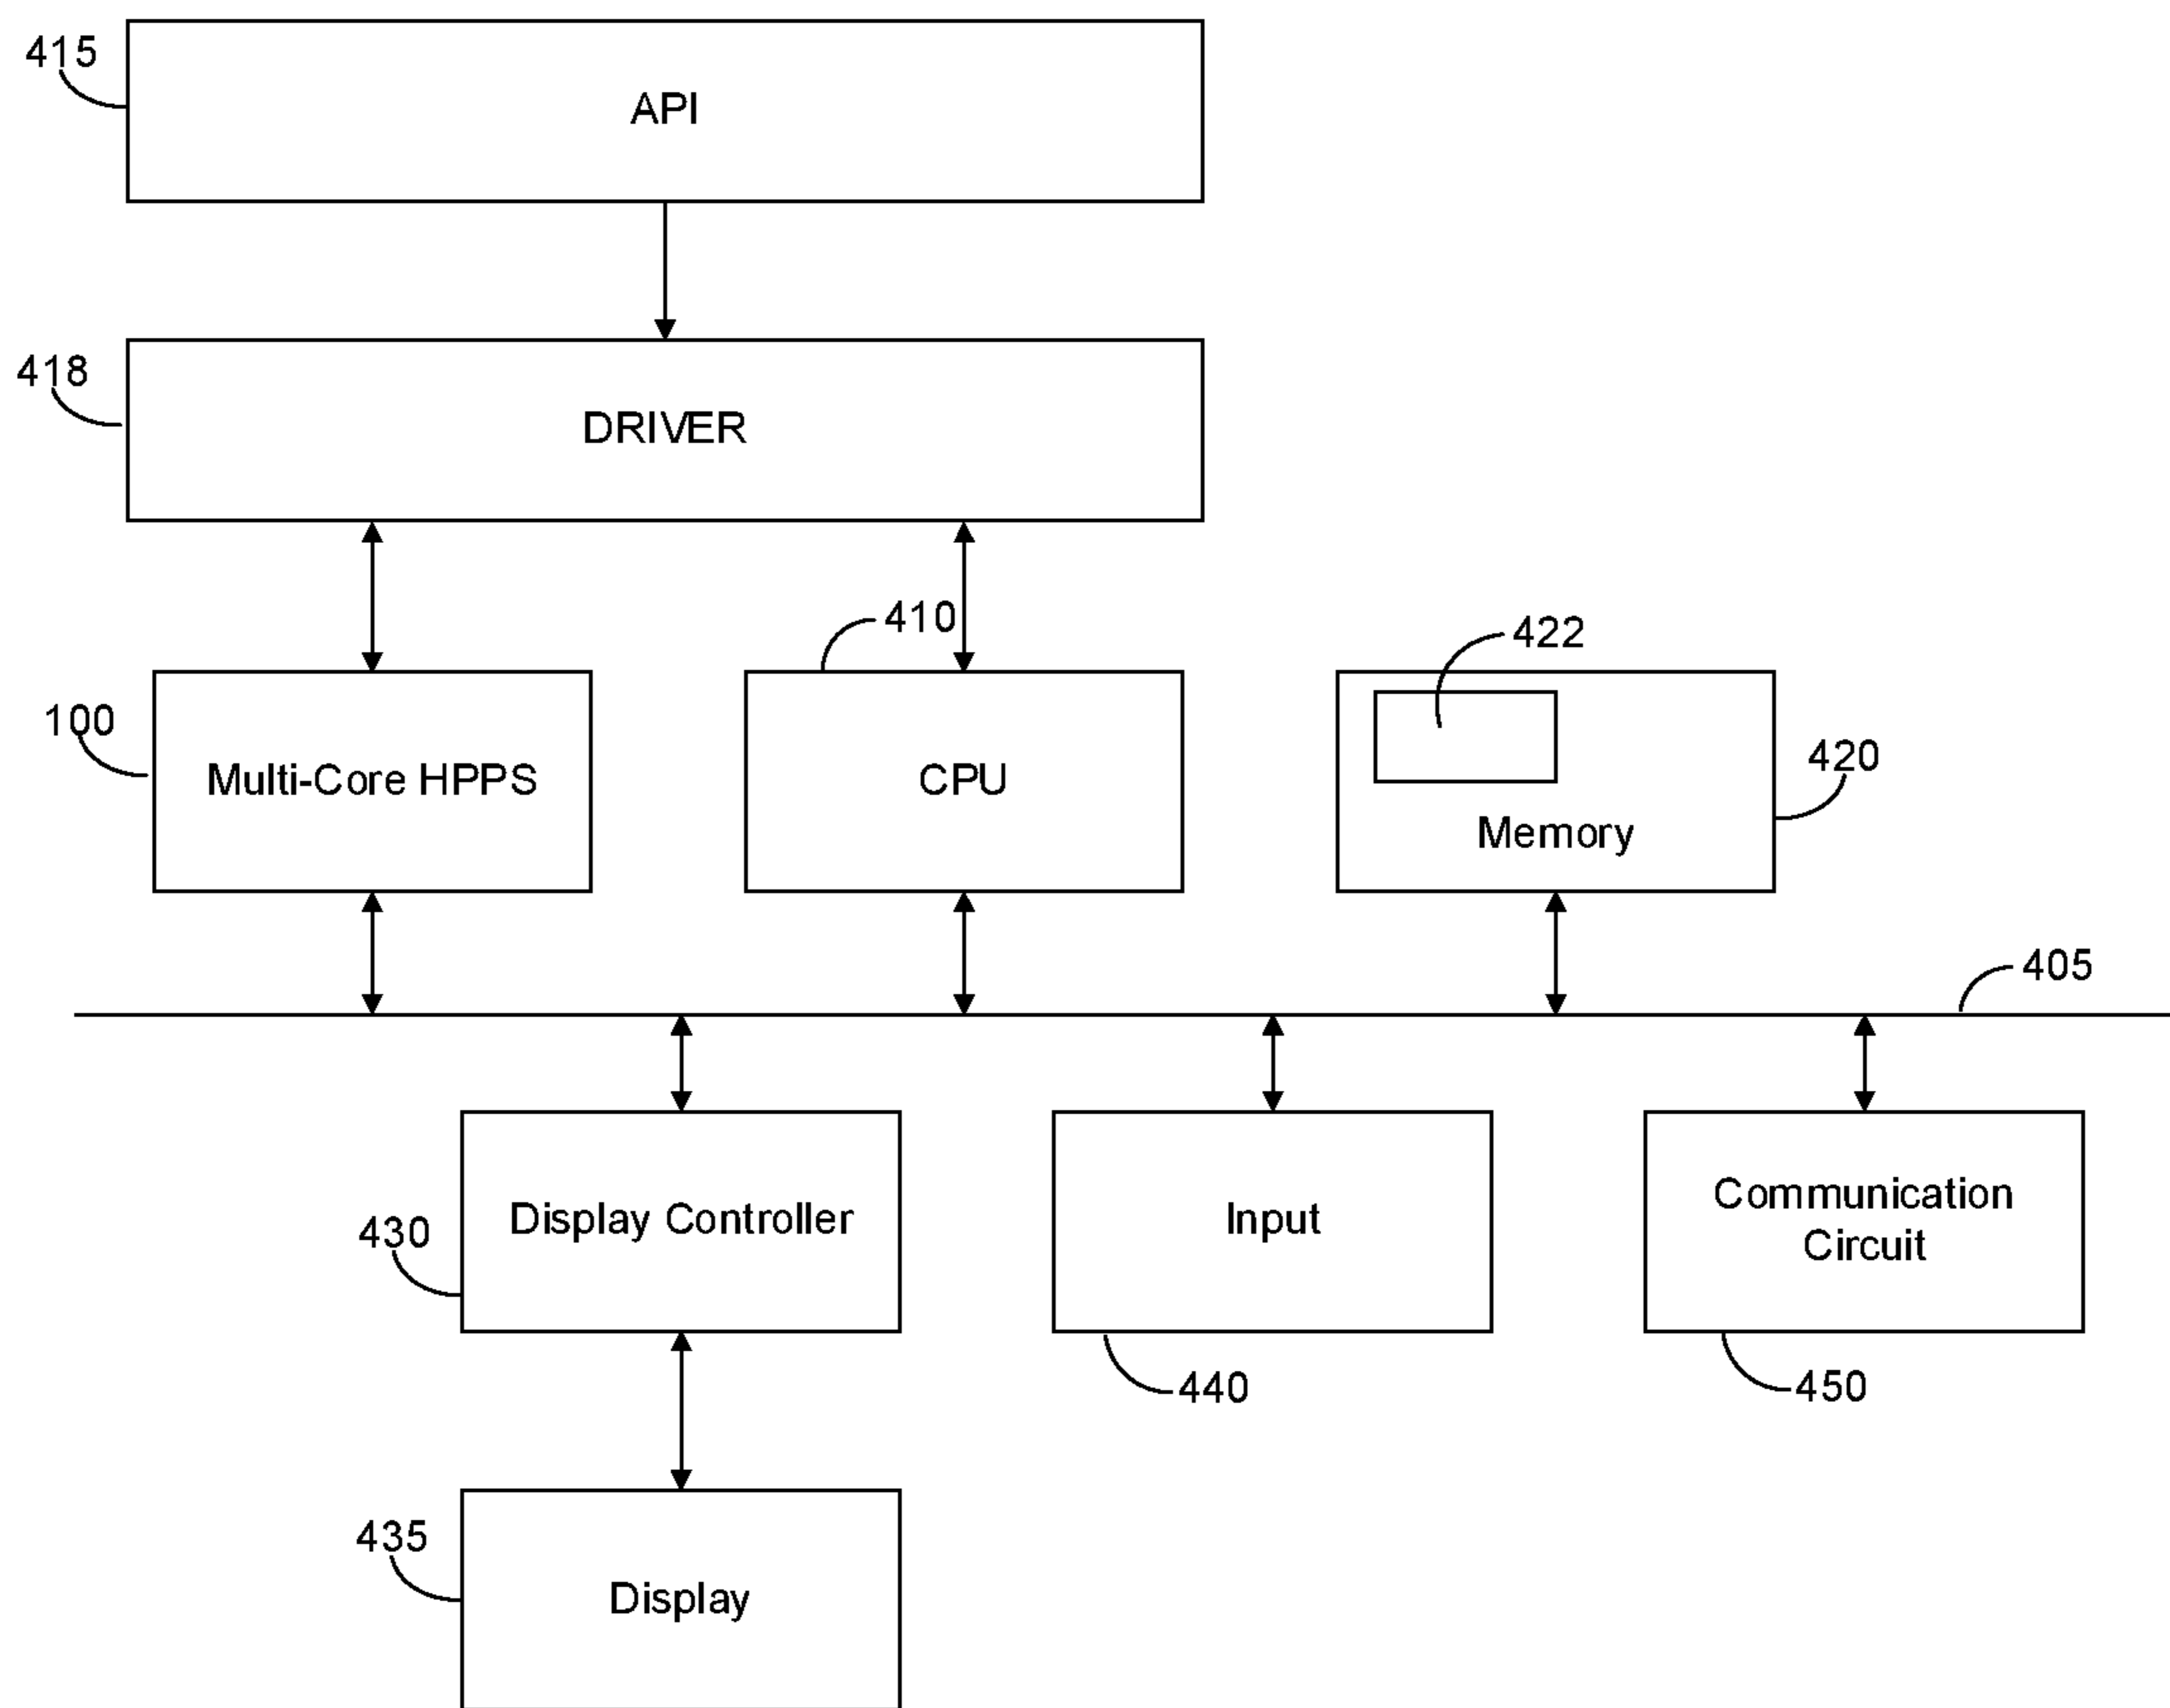 415
API
418
DRIVER
410
422
100
Multi-Core HPPS
CPU
420
Memory
405
430
Display Controller
Input
Communication
Circuit
440
450
435
Display